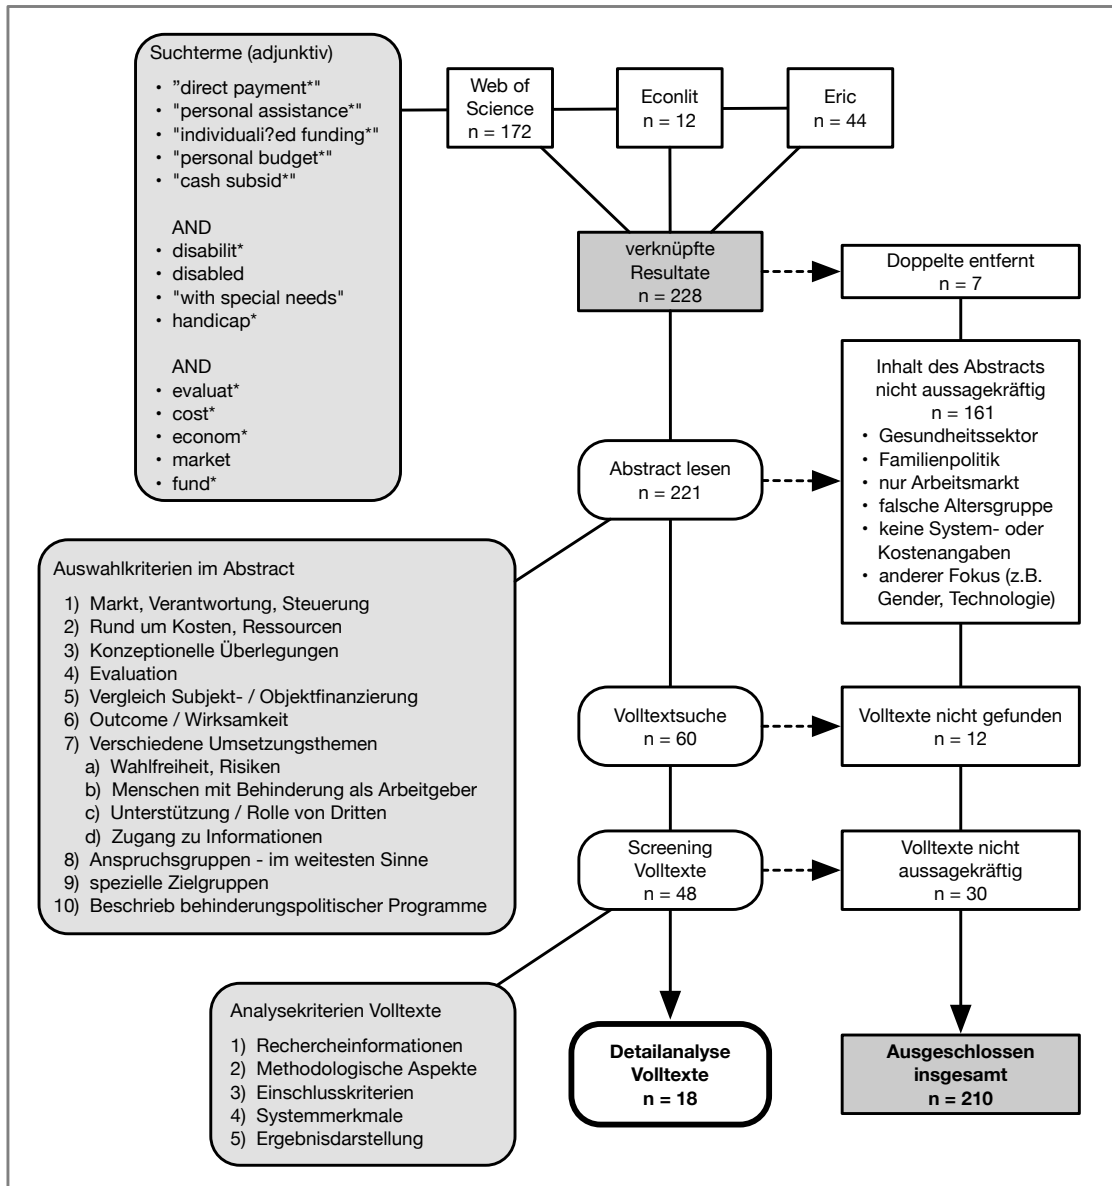 Suchterme (adjunktiv)
• ”direct payment*"
• "personal assistance*"
• "individuali?ed funding*"
• "personal budget*"
• "cash subsid*"
AND
• disabilit*
• disabled
• "with special needs"
• handicap*
AND
• evaluat*
• cost*
• econom*
• market
• fund*
Web of
Science
n = 172
Econlit
n = 12
Eric
n = 44
verknüpfte
Resultate
n = 228
Doppelte entfernt
n = 7
Inhalt des Abstracts
nicht aussagekräftig
n = 161
• Gesundheitssektor
• Familienpolitik
• nur Arbeitsmarkt
• falsche Altersgruppe
• keine System- oder
Kostenangaben
• anderer Fokus (z.B.
Gender, Technologie)
Abstract lesen
n = 221
Auswahlkriterien im Abstract
1) Markt, Verantwortung, Steuerung
2) Rund um Kosten, Ressourcen
3) Konzeptionelle Überlegungen
4) Evaluation
5) Vergleich Subjekt- / Objektfinanzierung
6) Outcome / Wirksamkeit
7) Verschiedene Umsetzungsthemen
a) Wahlfreiheit, Risiken
b) Menschen mit Behinderung als Arbeitgeber
c) Unterstützung / Rolle von Dritten
d) Zugang zu Informationen
8) Anspruchsgruppen - im weitesten Sinne
9) spezielle Zielgruppen
10) Beschrieb behinderungspolitischer Programme
Volltextsuche
n = 60
Volltexte nicht gefunden
n = 12
Screening
Volltexte
n = 48
Volltexte nicht
aussagekräftig
n = 30
Analysekriterien Volltexte
1) Rechercheinformationen
2) Methodologische Aspekte
3) Einschlusskriterien
4) Systemmerkmale
5) Ergebnisdarstellung
Detailanalyse
Volltexte
n = 18
Ausgeschlossen
insgesamt
n = 210